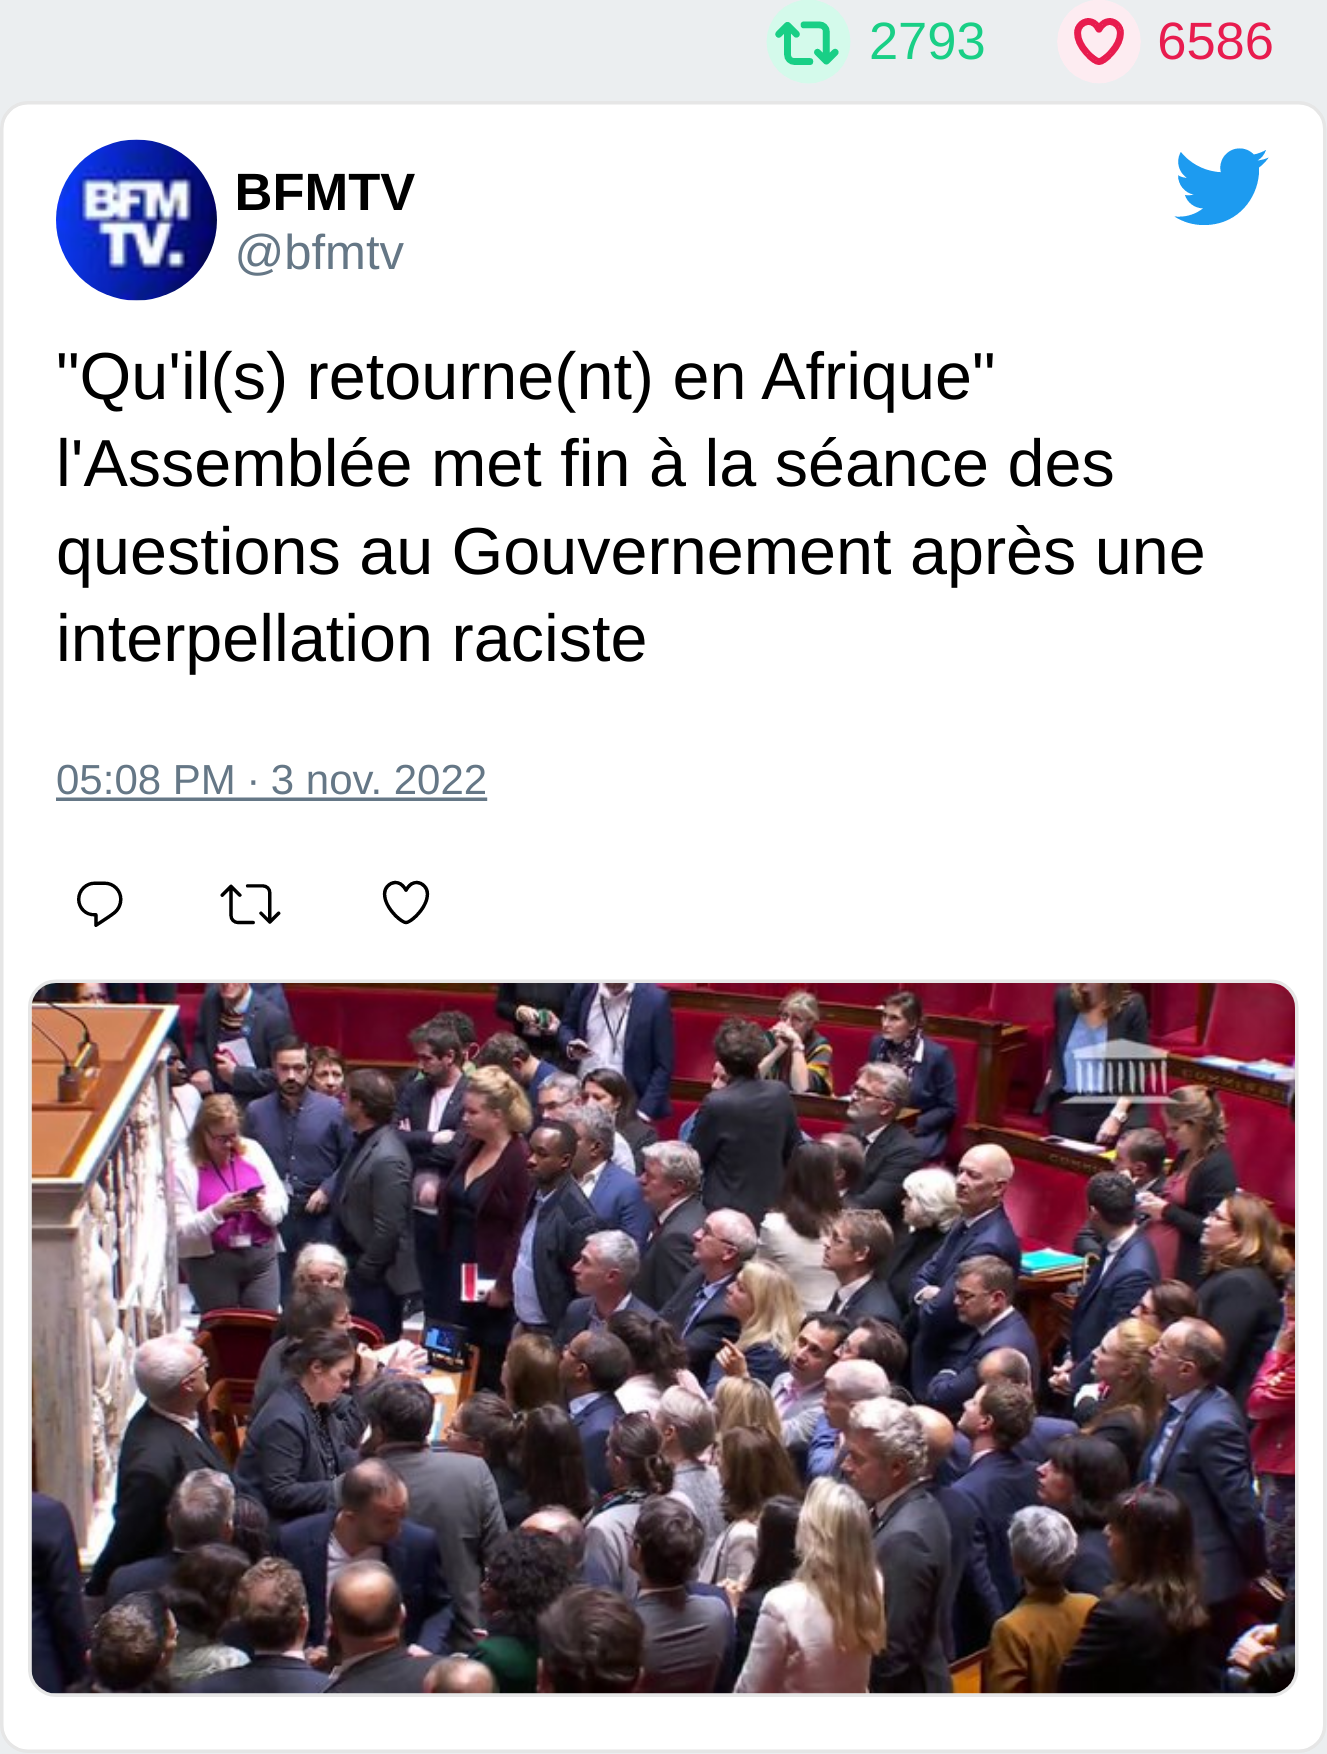 2793 6586
BFM
TV.
BFMTV
@bfmtv
"Qu'il(s) retourne(nt) en Afrique"
l'Assemblée met fin à la séance des
questions au Gouvernement après une
interpellation raciste
05:08 PM · 3 nov. 2022